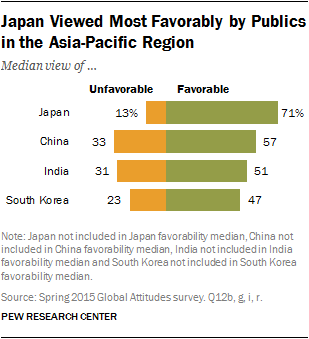 Japan Viewed Most Favorably by Publics
in the Asia-Pacific Region
Median view of ...
Unfavorable Favorable
Japan 13% 71%
China 33 57
India 31 51
South Korea 23 47
Note: Japan not included in Japan favorability median, China not
included in China favorability median, India not included in India
favorability median and South Korea not included in South Korea
favorability median.
Source: Spring 2015 Global Attitudes survey. Q12b, g, i, r.
PEW RESEARCH CENTER